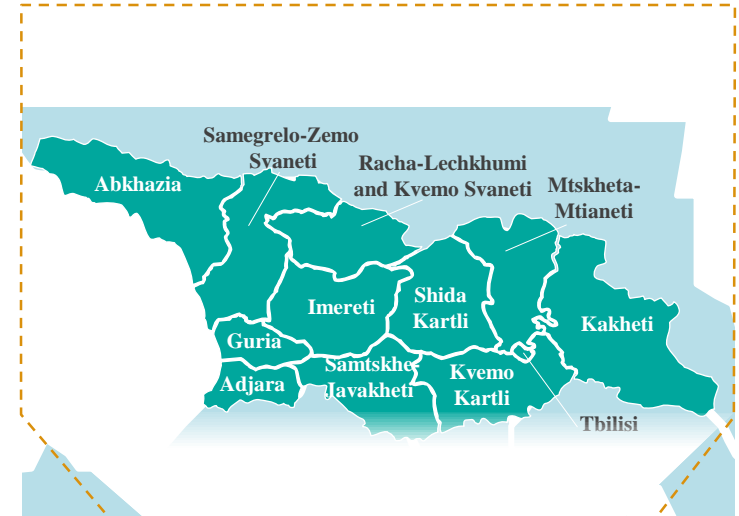 Samegrelo-Zemo
Svaneti
Racha-Lechkhumi
and Kvemo Svaneti
Mtskheta-
Mtianeti
Abkhazia
Imereti
Shida
Kartli
Kakheti
Guria
Adjara
Samtskhe-
Javakheti
Kvemo
Kartli
Tbilisi